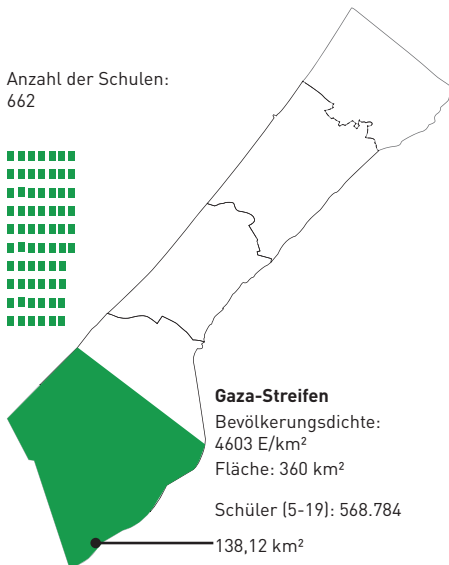 Anzahl der Schulen:
662
Gaza-Streifen
Bevölkerungsdichte:
4603 E/km²
Fläche: 360 km²
Schüler (5-19): 568.784
138,12 km²